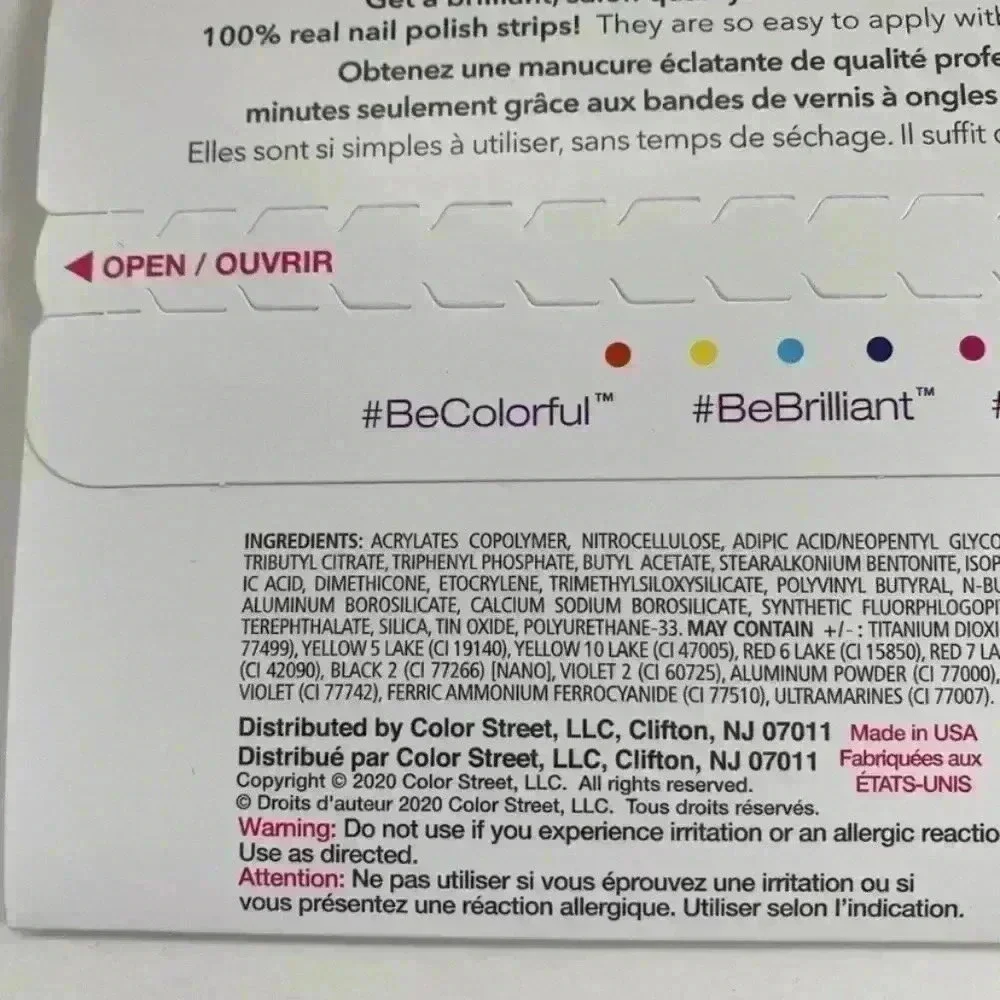 100% real nail polish strips! They are so easy to apply
Obtenez une manucure éclatante de qualité
minutes seulement grâce aux bandes de vernis à ongles
Elles sont si simples à utiliser, sans temps de séchage. Il suffit
OPEN / OUVRIR
#BeColorful™ #BeBrilliant™
INGREDIENTS: ACRYLATES COPOLYMER, NITROCELLULOSE, ADIPIC ACID/NEOPENTYL
TRIBUTYL CITRATE, TRIPHENYL PHOSPHATE, BUTYL ACETATE, STEARALKONIUM BENTONITE,
IC ACID, DIMETHICONE, ETOCRYLENE, TRIMETHYLSILOXYSILICATE, POLYVINYL BUTYRAL,
ALUMINUM BOROSILICATE, CALCIUM SODIUM BOROSILICATE, SYNTHETIC
TEREPHTHALATE, SILICA, TIN OXIDE, POLYURETHANE-33. MAY CONTAIN +/- : TITANIUM
77499), YELLOW 5 LAKE (CI 19140), YELLOW 10 LAKE (CI 47005), RED 6 LAKE (CI 15850), RED 7
(CI 42090), BLACK 2 (CI 77266) [NANO], VIOLET 2 (CI 60725), ALUMINUM POWDER (CI 77000),
VIOLET (CI 77742), FERRIC AMMONIUM FERROCYANIDE (CI 77510), ULTRAMARINES (CI 77007).
Distributed by Color Street, LLC, Clifton, NJ 07011 Made in USA
Distribué par Color Street, LLC, Clifton, NJ 07011 Fabriquées aux
Copyright © 2020 Color Street, LLC. All rights reserved. ÉTATS-UNIS
© Droits d'auteur 2020 Color Street, LLC. Tous droits réservés.
Warning: Do not use if you experience irritation or an allergic
Use as directed.
Attention: Ne pas utiliser si vous éprouvez une irritation ou si
vous présentez une réaction allergique. Utiliser selon l'indication.